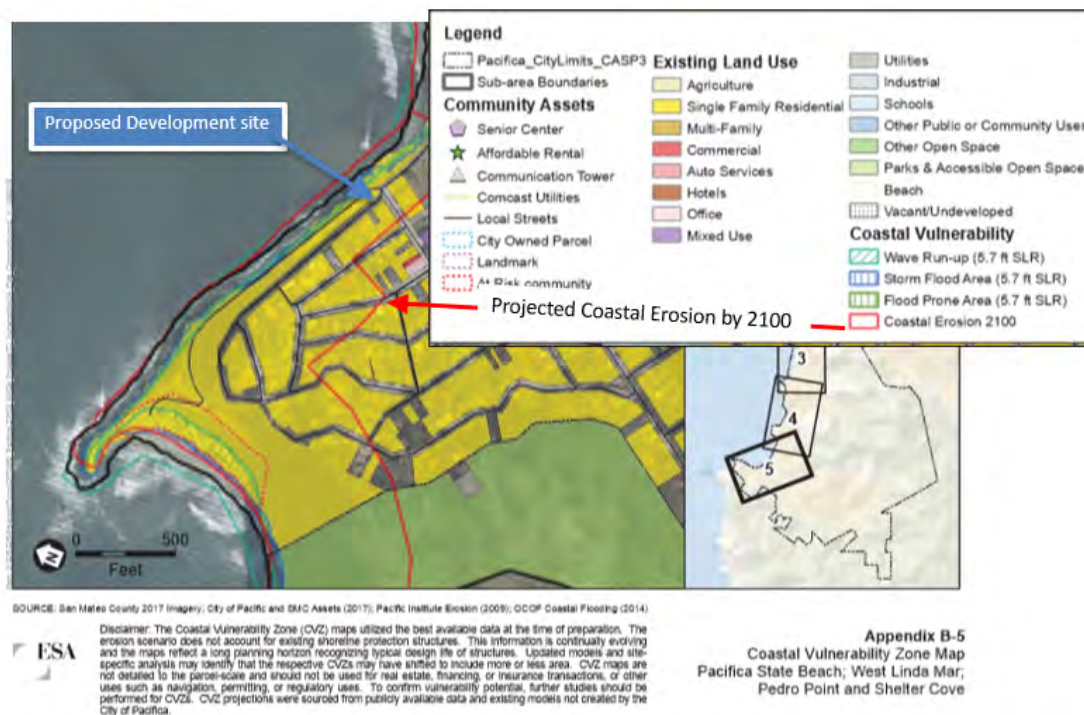 Proposed Development site
Legend
Pacifica_CityLimits_CASP3
Sub-area Boundaries
Community Assets
Senior Center
Affordable Rental
Communication Tower
Comcast Utilities
Local Streets
City Owned Parcel
Landmark
At Risk community
Existing Land Use
Agriculture
Single Family Residential
Multi-Family
Commercial
Auto Services
Hotels
Office
Mixed Use
Utilities
Industrial
Schools
Other Public or Community Uses
Other Open Space
Parks & Accessible Open Space
Beach
Vacant/Undeveloped
Coastal Vulnerability
Wave Run-up (5.7 ft SLR)
Storm Flood Area (5.7 ft SLR)
Flood Prone Area (5.7 ft SLR)
Coastal Erosion 2100
Projected Coastal Erosion by 2100
3
4
5
N
0 500
Feet
SOURCE: San Mateo County 2017 Imagery; City of Pacific and SMC Assets (2017); Pacific Institute Erosion (2009); OCOF Coastal Flooding (2014)
ESA
Disclaimer: The Coastal Vulnerability Zone (CVZ) maps utilized the best available data at the time of preparation. The
erosion scenario does not account for existing shoreline protection structures. This information is continually evolving
and the maps reflect a long planning horizon recognizing typical design life of structures. Updated models and site-
specific analysis may identify that the respective CVZs may have shifted to include more or less area. CVZ maps are
not detailed to the parcel-scale and should not be used for real estate, financing, or insurance transactions, or other
uses such as navigation, permitting, or regulatory uses. To confirm vulnerability potential, further studies should be
performed for CVZs. CVZ projections were sourced from publicly available data and existing models not created by the
City of Pacifica.
Appendix B-5
Coastal Vulnerability Zone Map
Pacifica State Beach; West Linda Mar;
Pedro Point and Shelter Cove